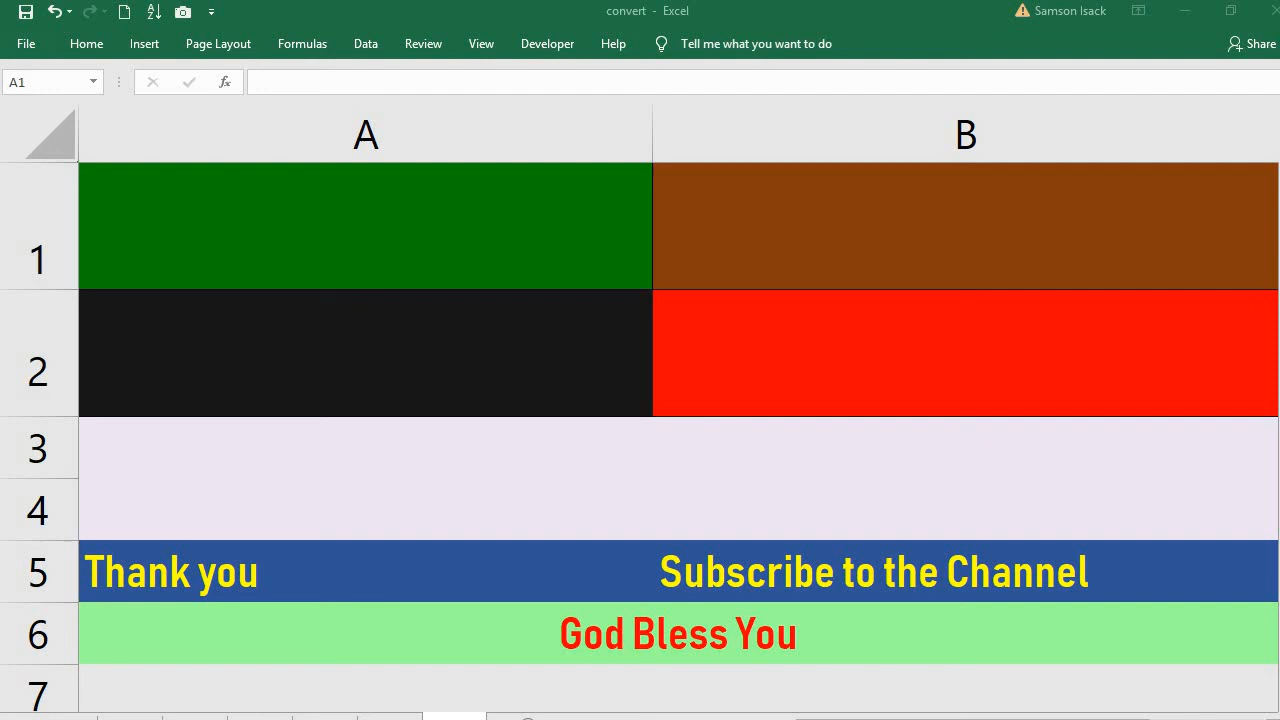 convert - Excel
Samson Isack
File Home Insert Page Layout Formulas Data Review View Developer Help Tell me what you want to do Share
A1 fx
A B
1
2
3
4
5 Thank you Subscribe to the Channel
6 God Bless You
7